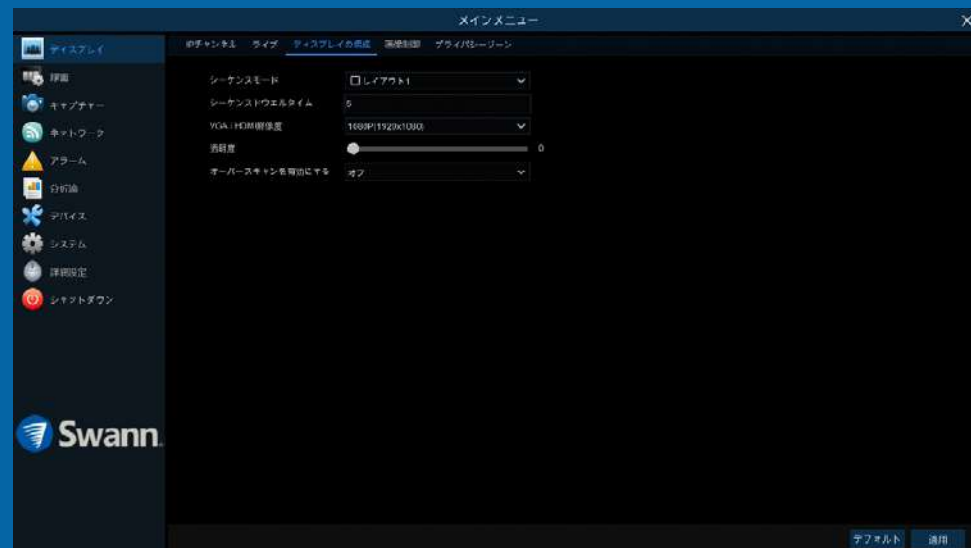 メインメニュー
ディスプレイ
IPチャンネル ライブ ディスプレイの構成 画像制御 プライバシーゾーン
録画
キャプチャー
ネットワーク
アラーム
分析論
デバイス
システム
詳細設定
シャットダウン
シーケンスモード レイアウト1
シーケンスドウエルタイム 5
VGA / HDMI解像度 1080P(1920x1080)
透明度 0
オーバースキャンを有効にする オフ
Swann
デフォルト 適用